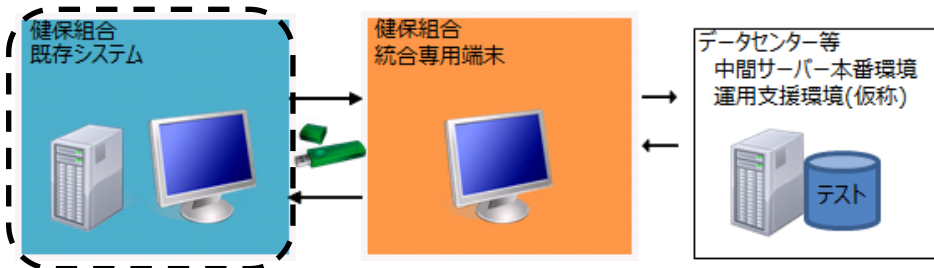 健保組合
既存システム
健保組合
統合専用端末
データセンター等
中間サーバー本番環境
運用支援環境(仮称)
テスト